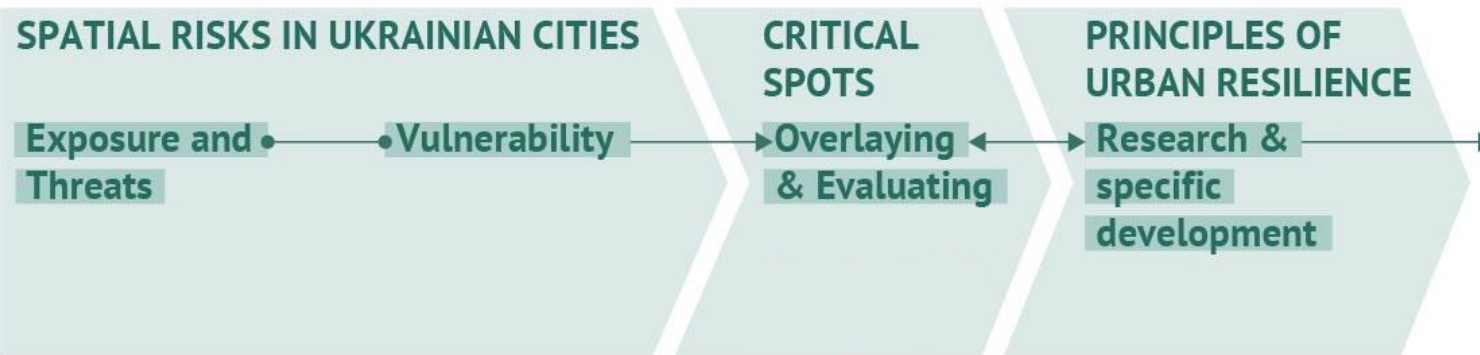 SPATIAL RISKS IN UKRAINIAN CITIES
Exposure and
Threats
Vulnerability
CRITICAL
SPOTS
Overlaying
& Evaluating
PRINCIPLES OF
URBAN RESILIENCE
Research &
specific
development